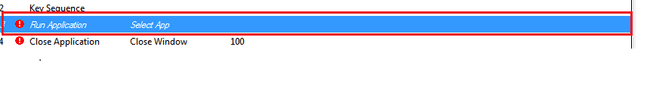 2 Key Sequence
Run Application Select App
4 Close Application Close Window 100